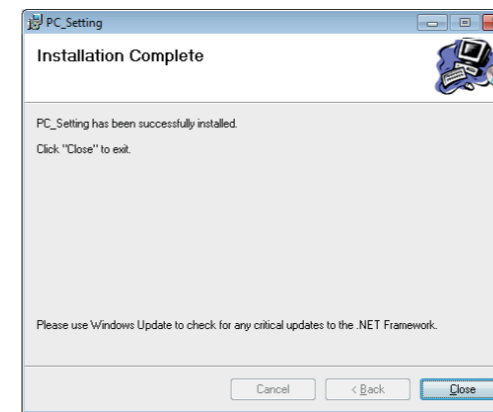 PC_Setting
Installation Complete
PC_Setting has been successfully installed.
Click "Close" to exit.
Please use Windows Update to check for any critical updates to the .NET Framework.
Cancel
< Back
Close